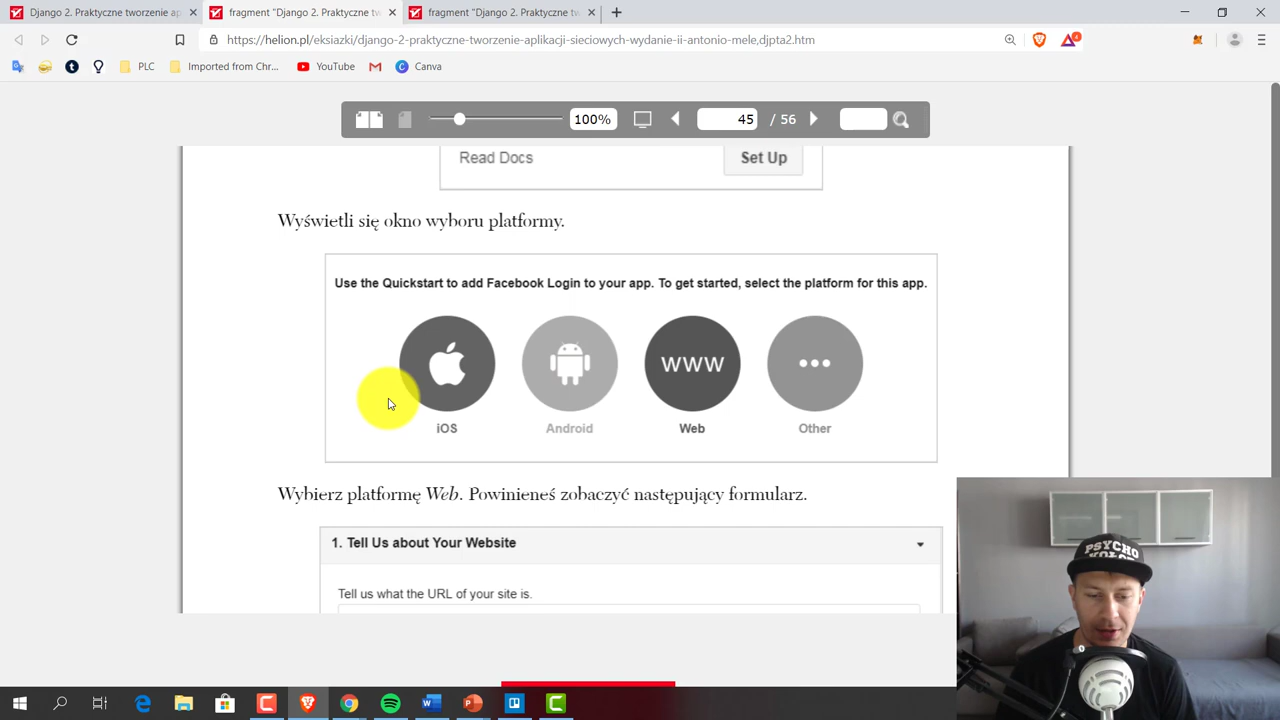 Django 2. Praktyczne tworzenie ap
fragment "Django 2. Praktyczne tw
fragment "Django 2. Praktyczne tw
https://helion.pl/eksiazki/django-2-praktyczne-tworzenie-aplikacji-sieciowych-wydanie-ii-antonio-mele,djpta2.htm
PLC
Imported from Chr...
YouTube
Canva
100%
45 / 56
Read Docs
Set Up
Wyświetli się okno wyboru platformy.
Use the Quickstart to add Facebook Login to your app. To get started, select the platform for this app.
WWW
iOS
Android
Web
Other
Wybierz platformę Web. Powinieneś zobaczyć następujący formularz.
1. Tell Us about Your Website
Tell us what the URL of your site is.
PSYCHO